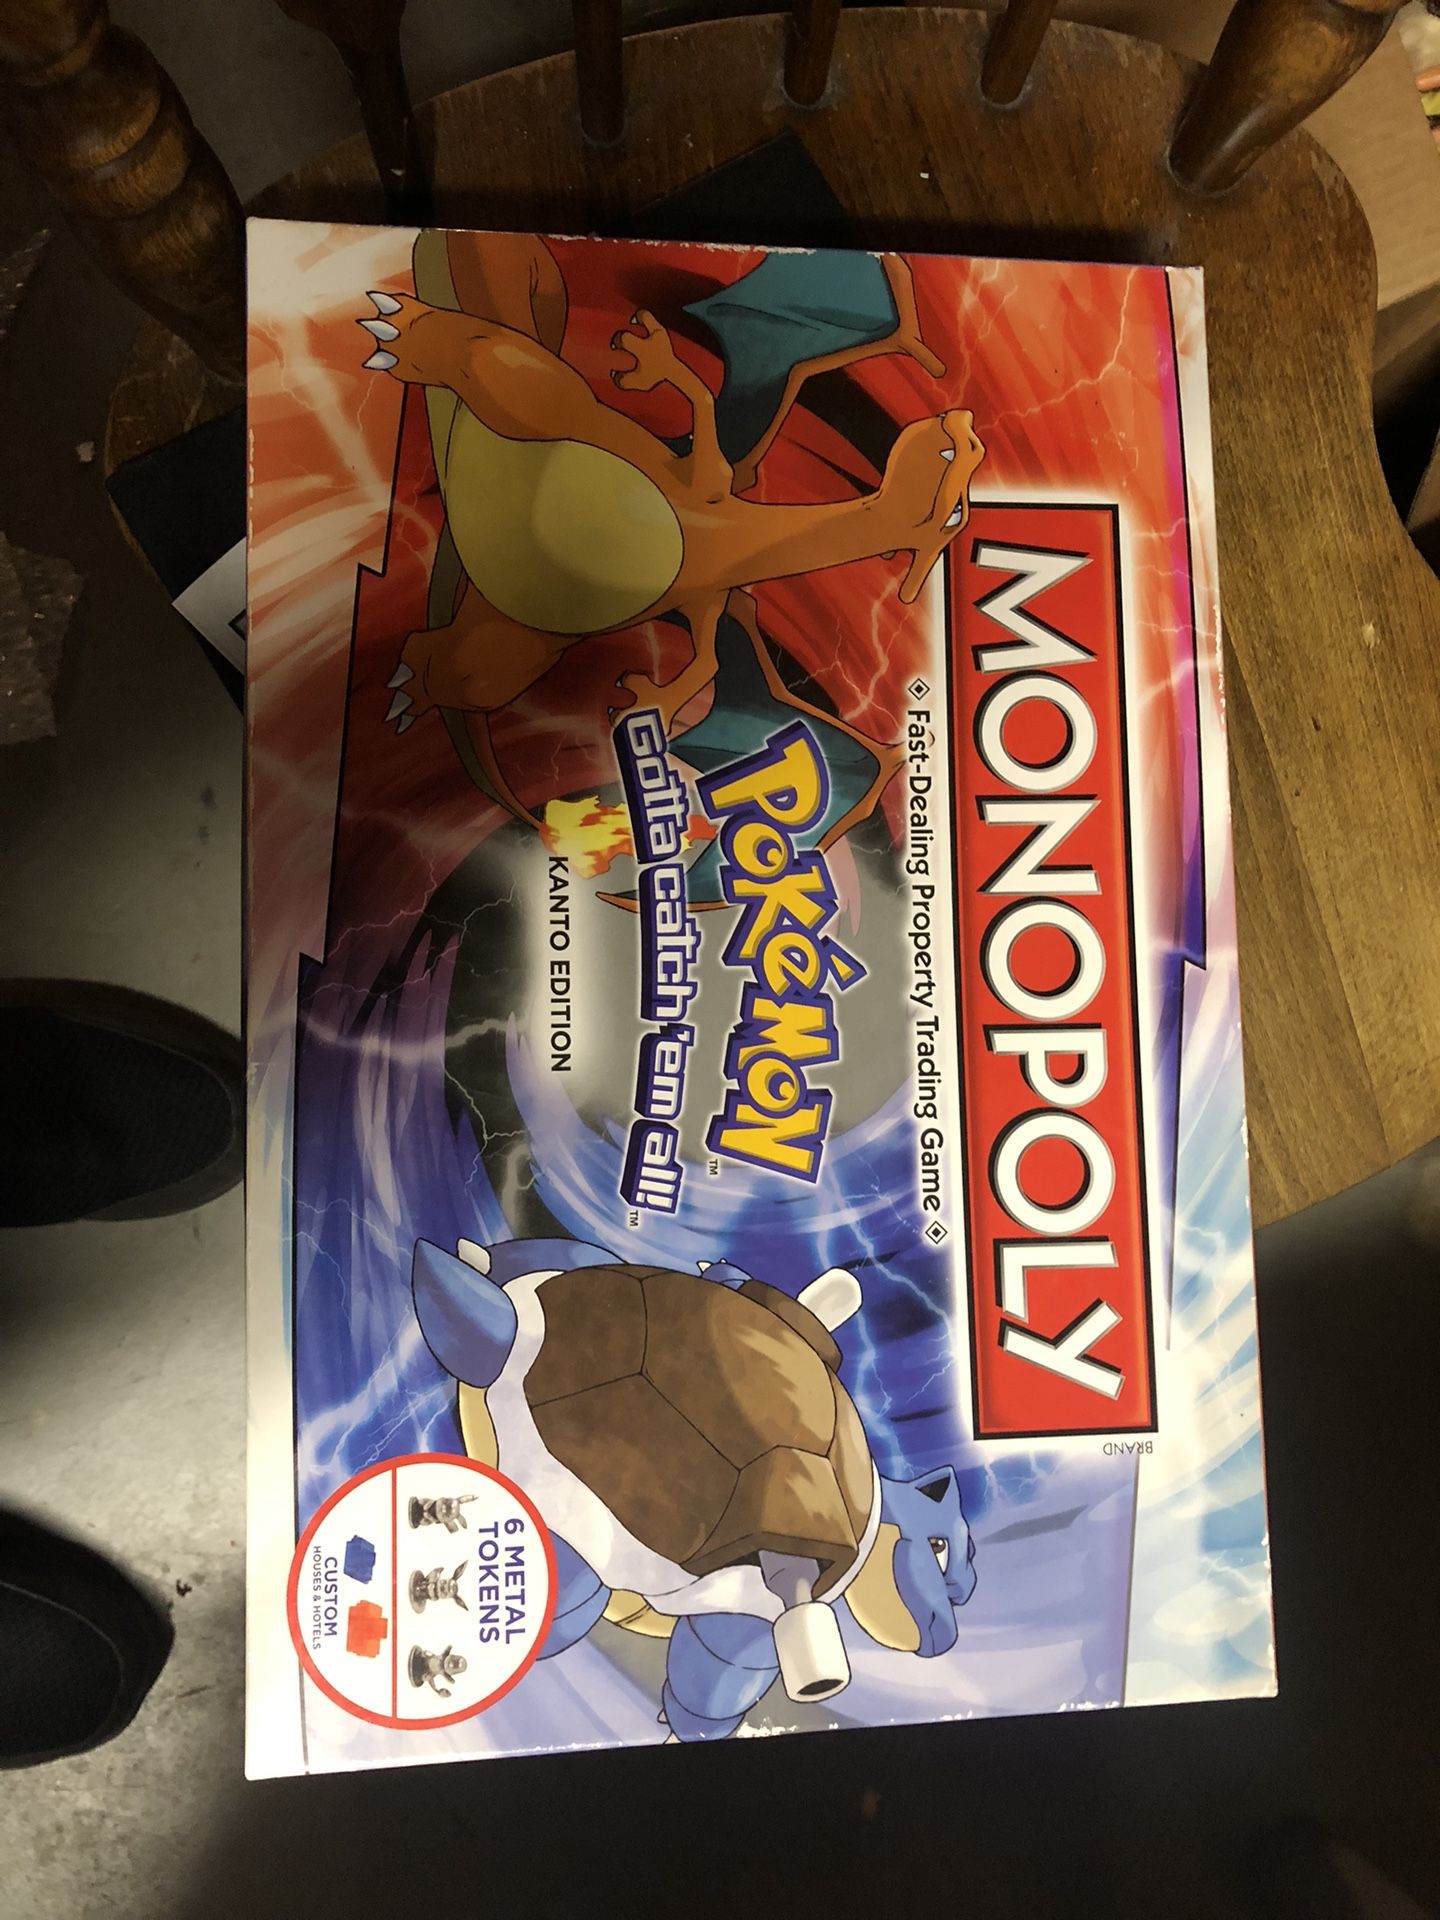 MONOPOLY
BRAND
Fast-Dealing Property Trading Game
POKéMON™
Gotta catch 'em all!™
KANTO EDITION
6 METAL
TOKENS
CUSTOM
HOUSES & HOTELS